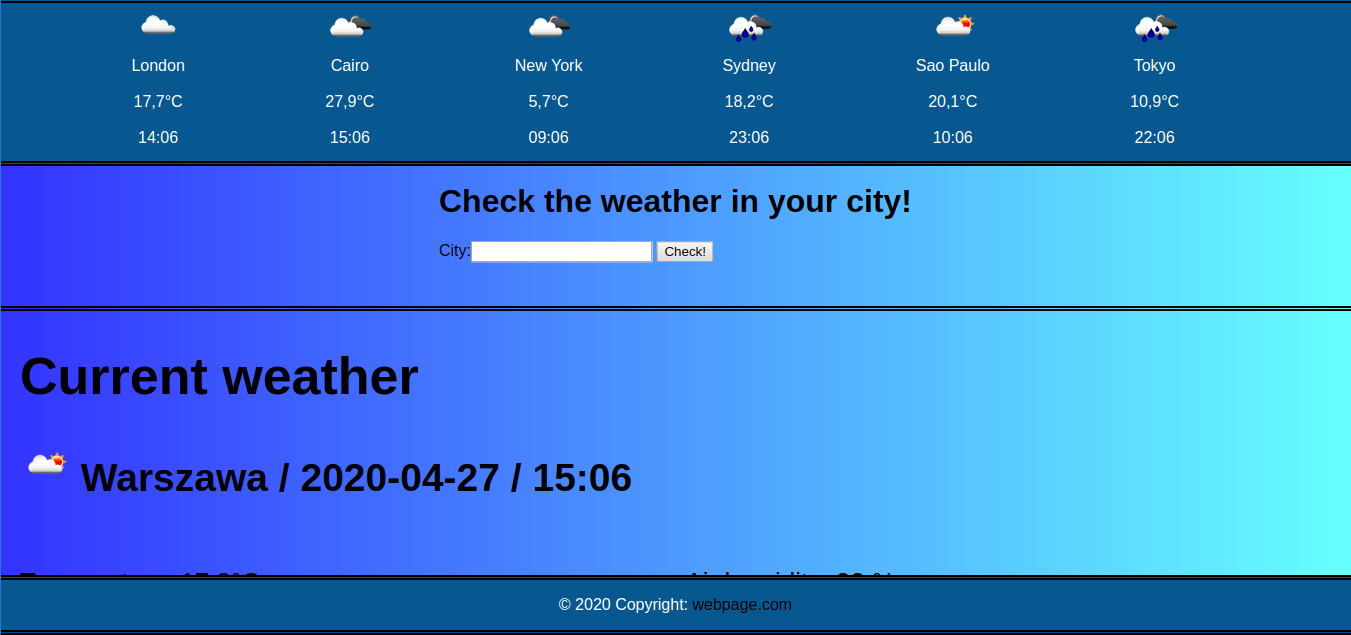 London Cairo New York Sydney Sao Paulo Tokyo
17,7°C 27,9°C 5,7°C 18,2°C 20,1°C 10,9°C
14:06 15:06 09:06 23:06 10:06 22:06
Check the weather in your city!
City: Check!
Current weather
Warszawa / 2020-04-27 / 15:06
© 2020 Copyright: webpage.com